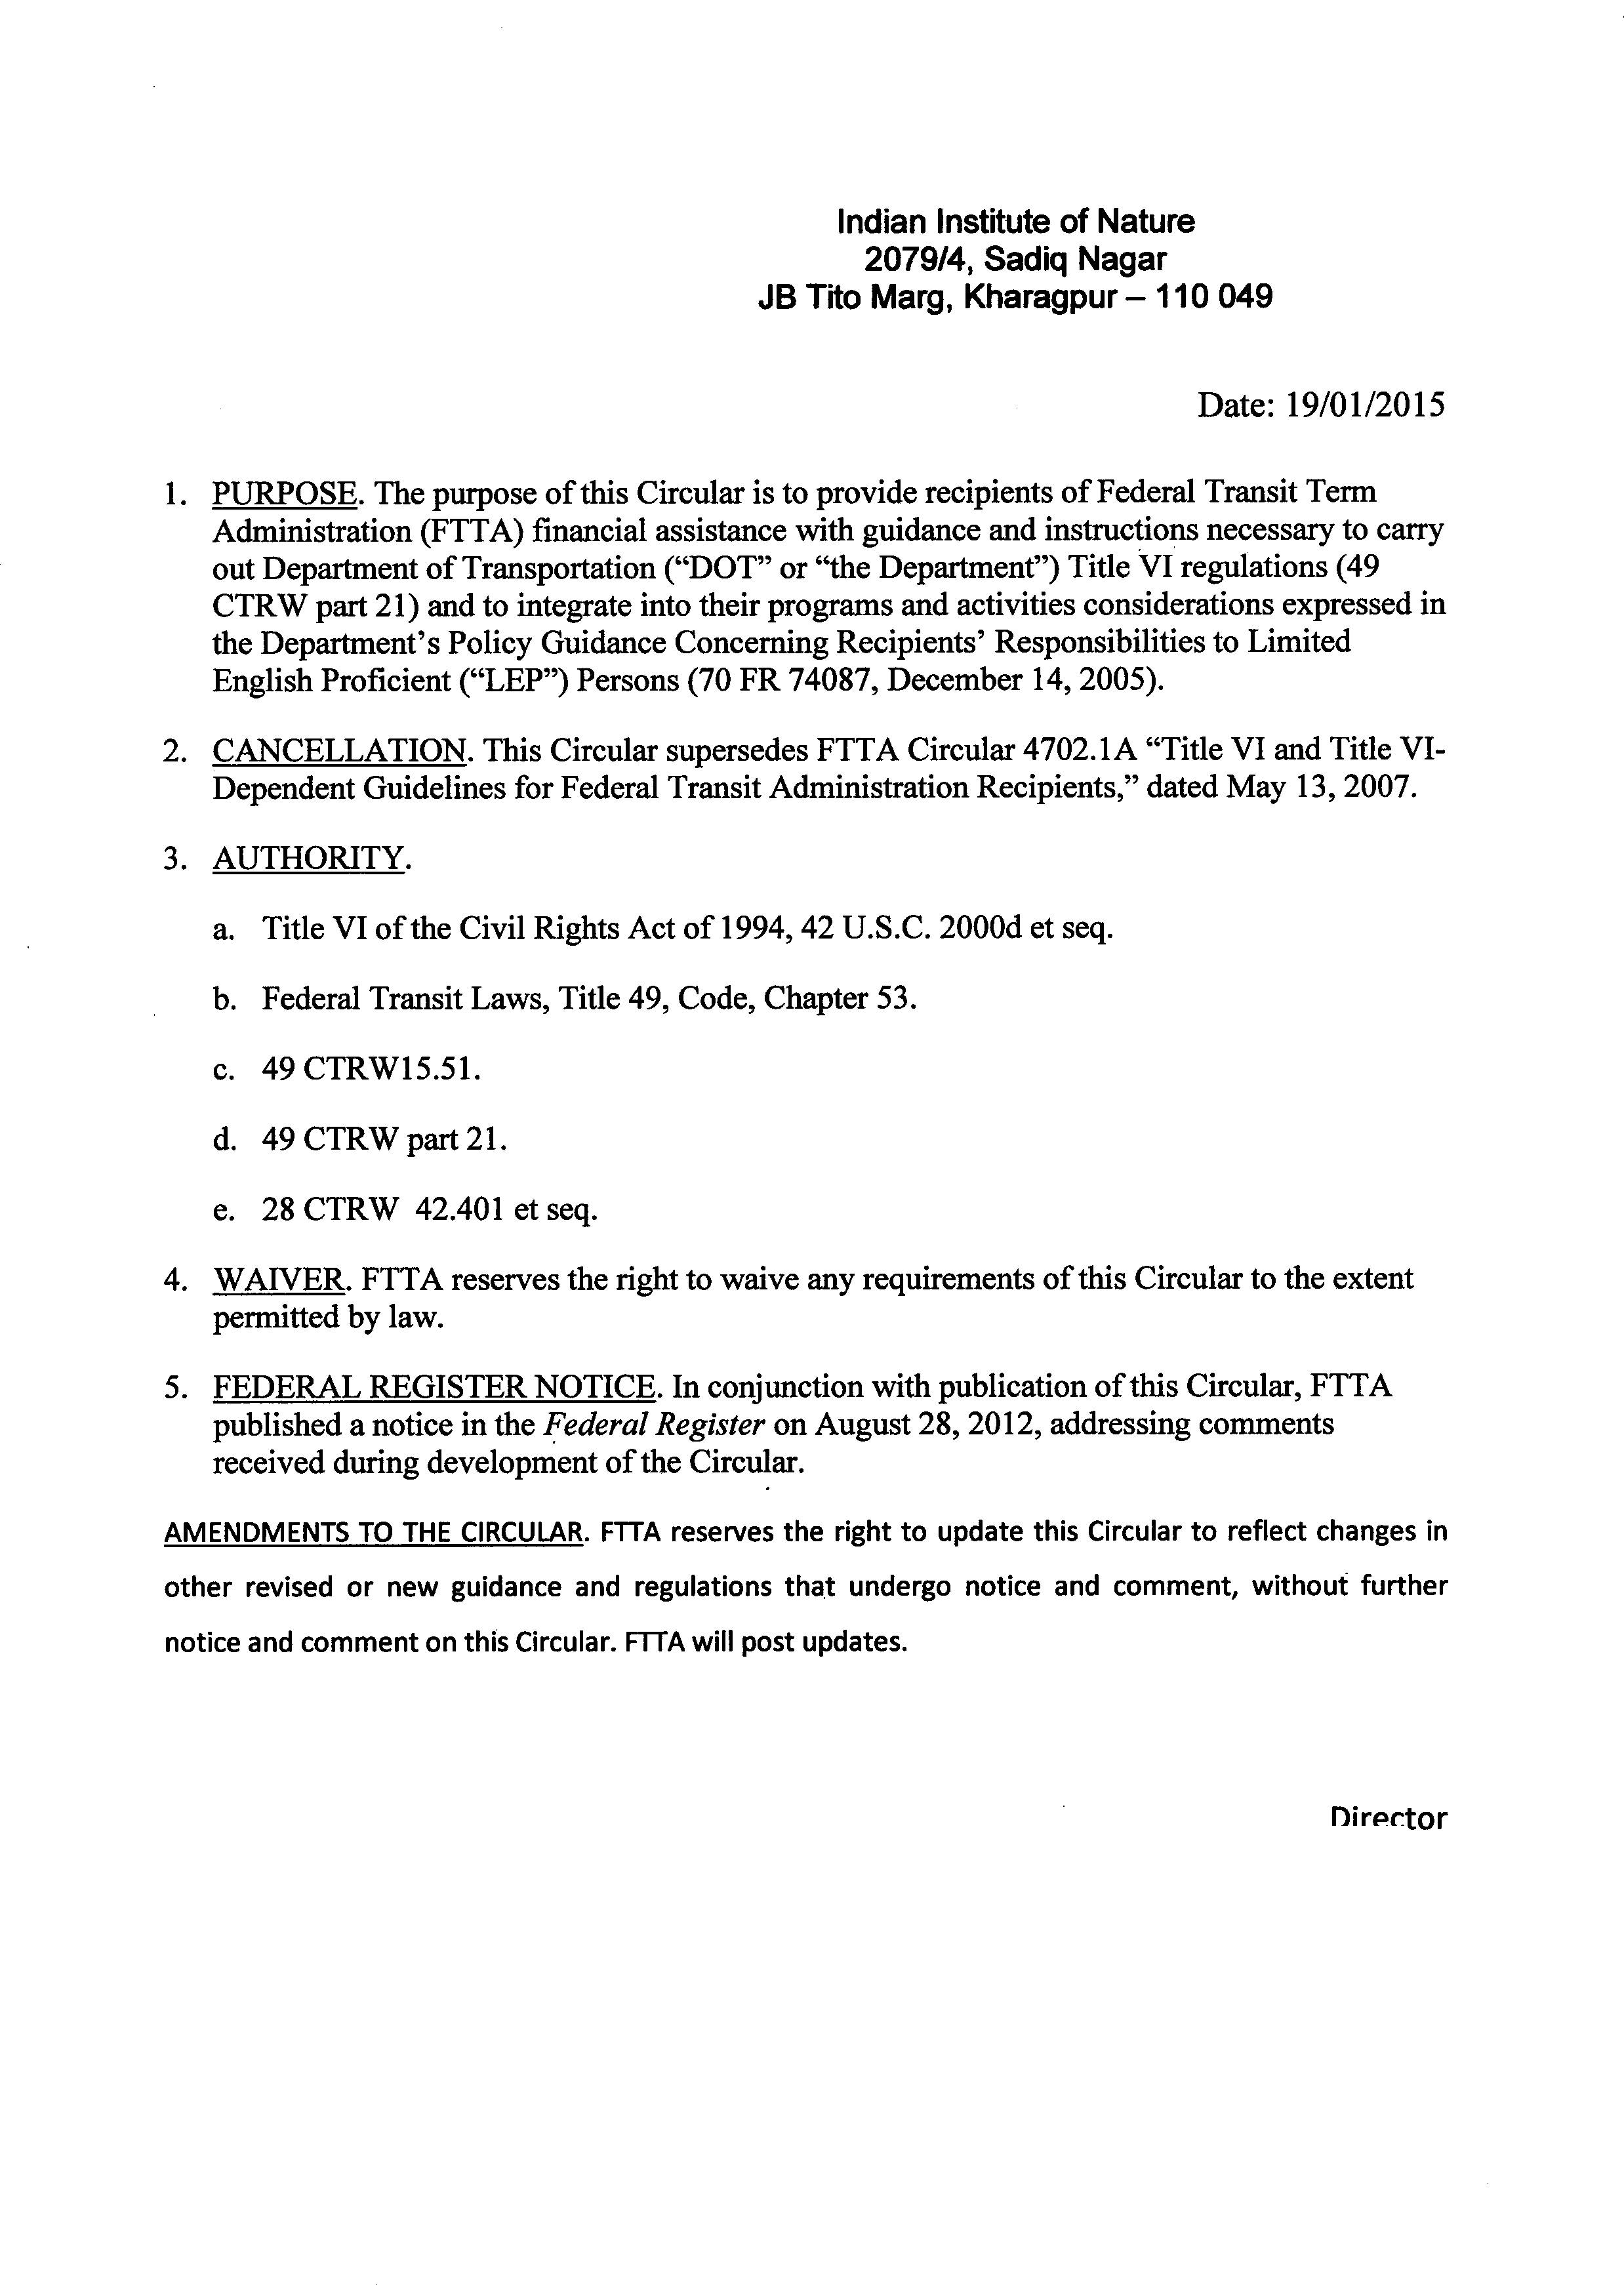 Indian Institute of Nature
2079/4, Sadiq Nagar
JB Tito Marg, Kharagpur – 110 049
Date: 19/01/2015
1. PURPOSE. The purpose of this Circular is to provide recipients of Federal Transit Term
Administration (FTTA) financial assistance with guidance and instructions necessary to carry
out Department of Transportation (“DOT” or “the Department”) Title VI regulations (49
CTRW part 21) and to integrate into their programs and activities considerations expressed in
the Department’s Policy Guidance Concerning Recipients’ Responsibilities to Limited
English Proficient (“LEP”) Persons (70 FR 74087, December 14, 2005).
2. CANCELLATION. This Circular supersedes FTTA Circular 4702.1A “Title VI and Title VI-
Dependent Guidelines for Federal Transit Administration Recipients,” dated May 13, 2007.
3. AUTHORITY.
a. Title VI of the Civil Rights Act of 1994, 42 U.S.C. 2000d et seq.
b. Federal Transit Laws, Title 49, Code, Chapter 53.
c. 49 CTRW15.51.
d. 49 CTRW part 21.
e. 28 CTRW 42.401 et seq.
4. WAIVER. FTTA reserves the right to waive any requirements of this Circular to the extent
permitted by law.
5. FEDERAL REGISTER NOTICE. In conjunction with publication of this Circular, FTTA
published a notice in the Federal Register on August 28, 2012, addressing comments
received during development of the Circular.
AMENDMENTS TO THE CIRCULAR. FTTA reserves the right to update this Circular to reflect changes in
other revised or new guidance and regulations that undergo notice and comment, without further
notice and comment on this Circular. FTTA will post updates.
Director